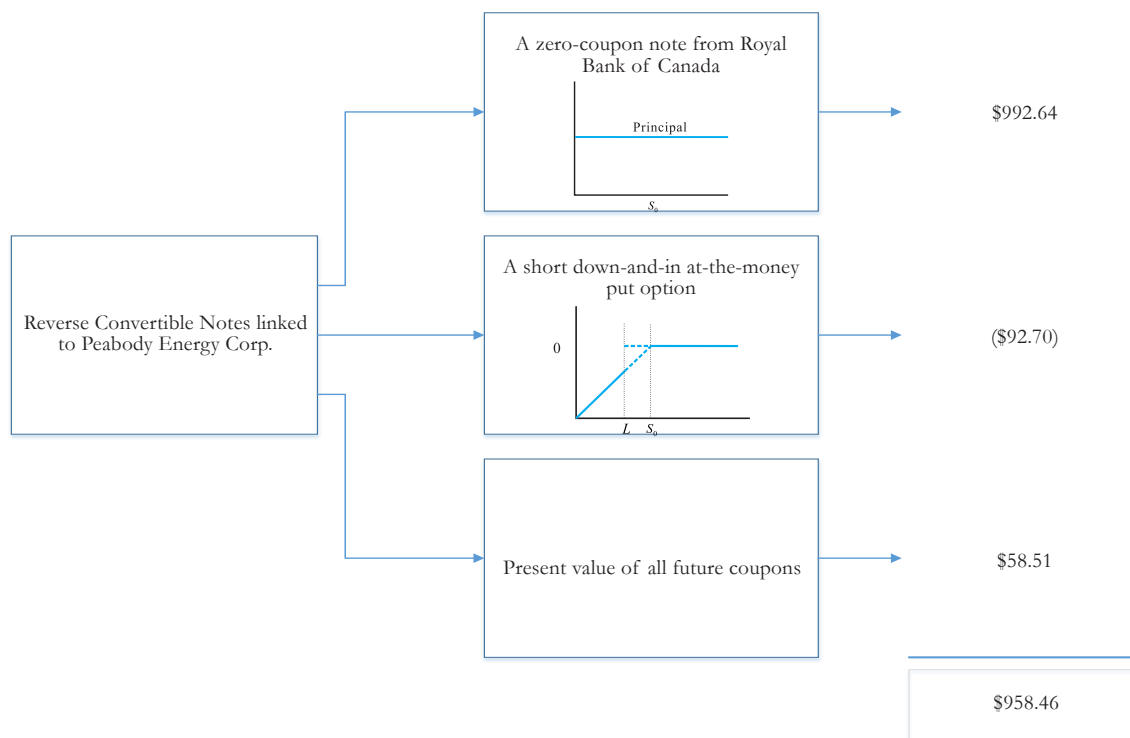 A zero-coupon note from Royal
Bank of Canada
Principal
S₀
$992.64
Reverse Convertible Notes linked
to Peabody Energy Corp.
A short down-and-in at-the-money
put option
0
L S₀
($92.70)
Present value of all future coupons
$58.51
$958.46